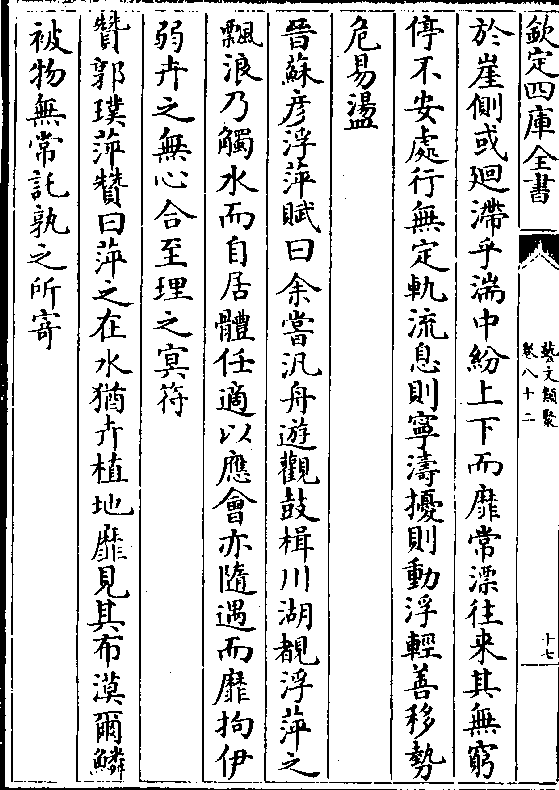 欽定四庫全書
藝文類聚
卷八十二
十七
於崖側或廻滯乎湍中紛上下而靡常漂往来其無窮
停不安處行無定軌流息則寧濤擾則動浮輕善移勢
危易盪
晉蘇彦浮萍賦曰余嘗汎舟遊觀鼓楫川湖覩浮萍之
飄浪乃觸水而自居體任適以應會亦隨遇而靡拘伊
弱卉之無心合至理之冥符
贊郭璞萍贊曰萍之在水猶卉植地靡見其布漠爾鱗
被物無常託孰之所寄